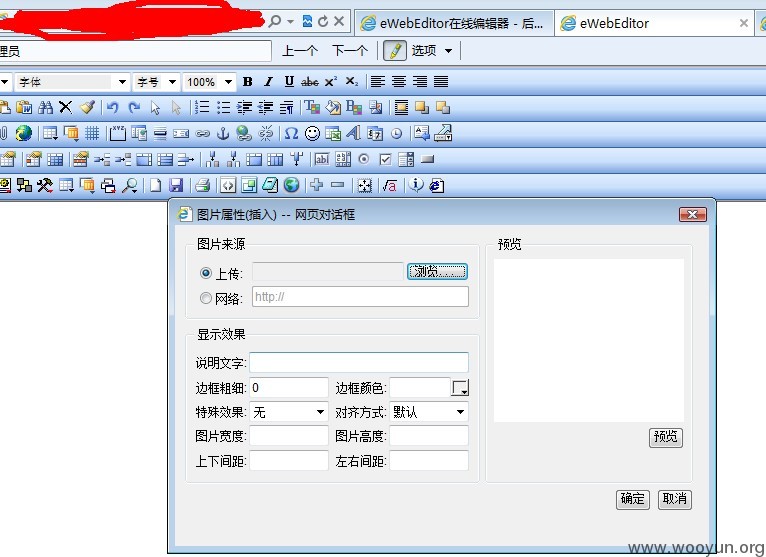 eWebEditor在线编辑器 - 后...
eWebEditor
理员
上一个 下一个 选项
字体 字号 100% B I U abc x² x₂
图片属性(插入) -- 网页对话框
图片来源
上传: 浏览...
网络: http://
显示效果
说明文字:
边框粗细: 0 边框颜色:
特殊效果: 无 对齐方式: 默认
图片宽度: 图片高度:
上下间距: 左右间距:
预览
预览
确定 取消
www.wooyun.org